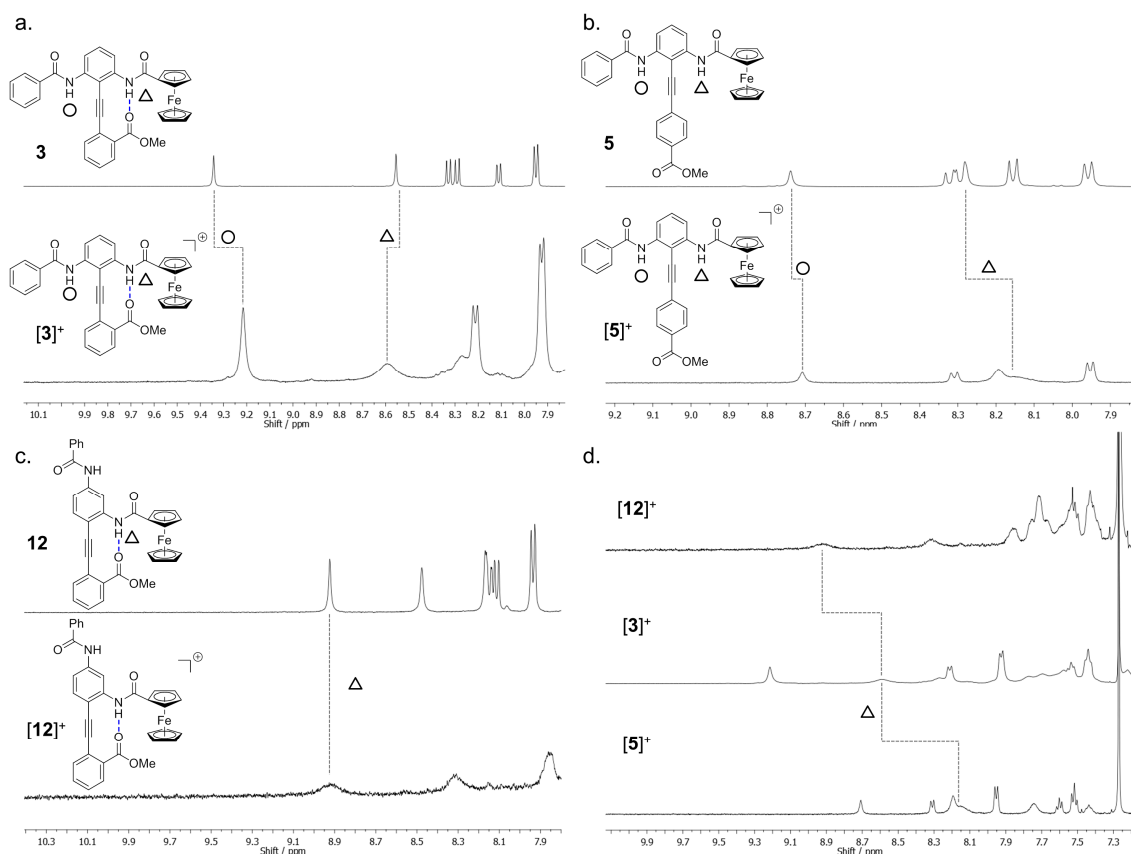 a.
O
O
N
H
N
H
Fe
O
OMe
3
O
O
N
H
N
H
Fe
O
OMe
[3]+
10.1 9.9 9.7 9.5 9.4 9.3 9.2 9.1 9.0 8.9 8.8 8.7 8.6 8.5 8.4 8.3 8.2 8.1 7.9
Shift / ppm
b.
O
O
N
H
N
H
Fe
5
O
OMe
O
O
N
H
N
H
Fe
[5]+
O
OMe
9.2 9.1 9.0 8.9 8.8 8.7 8.6 8.5 8.4 8.3 8.2 8.1 8.0 7.9
Shift / ppm
c.
Ph
O
NH
12
O
N
H
Fe
O
OMe
Ph
O
NH
O
N
H
Fe
[12]+
O
OMe
10.3 10.1 9.9 9.7 9.5 9.3 9.1 8.9 8.7 8.5 8.3 8.1 7.9
Shift / ppm
d.
[12]+
[3]+
[5]+
9.9 9.7 9.5 9.3 9.1 8.9 8.7 8.5 8.3 8.1 7.9 7.7 7.5 7.3
Shift / ppm